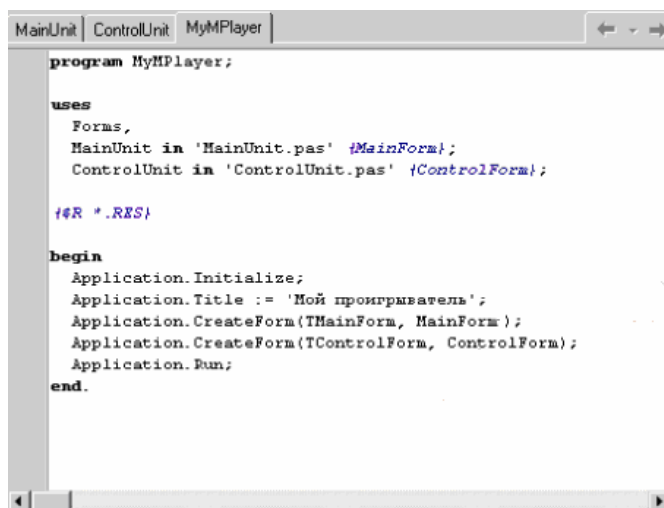 MainUnit ControlUnit MyMPlayer
program MyMPlayer;
uses
Forms,
MainUnit in 'MainUnit.pas' {MainForm};
ControlUnit in 'ControlUnit.pas' {ControlForm};
{$R *.RES}
begin
Application.Initialize;
Application.Title := 'Мой проигрыватель';
Application.CreateForm(TMainForm, MainForm);
Application.CreateForm(TControlForm, ControlForm);
Application.Run;
end.